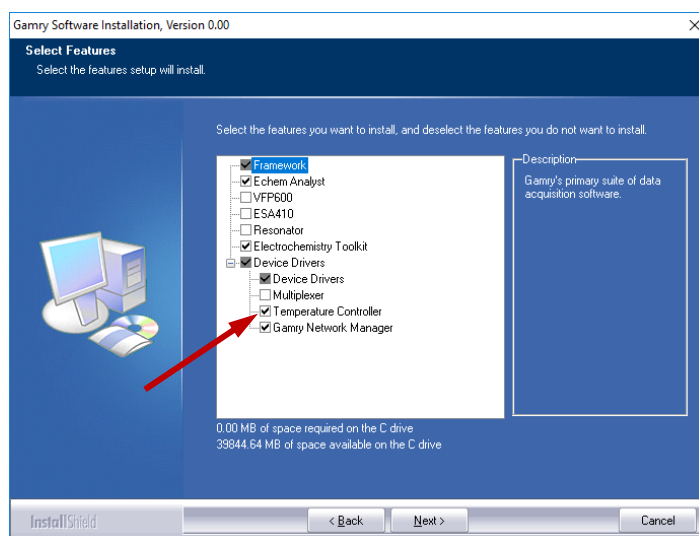 Gamry Software Installation, Version 0.00
Select Features
Select the features setup will install.
Select the features you want to install, and deselect the features you do not want to install.
Framework
Echem Analyst
VFP600
ESA410
Resonator
Electrochemistry Toolkit
Device Drivers
Device Drivers
Multiplexer
Temperature Controller
Gamry Network Manager
Description
Gamry's primary suite of data
acquisition software.
0.00 MB of space required on the C drive
39844.64 MB of space available on the C drive
InstallShield
< Back
Next >
Cancel